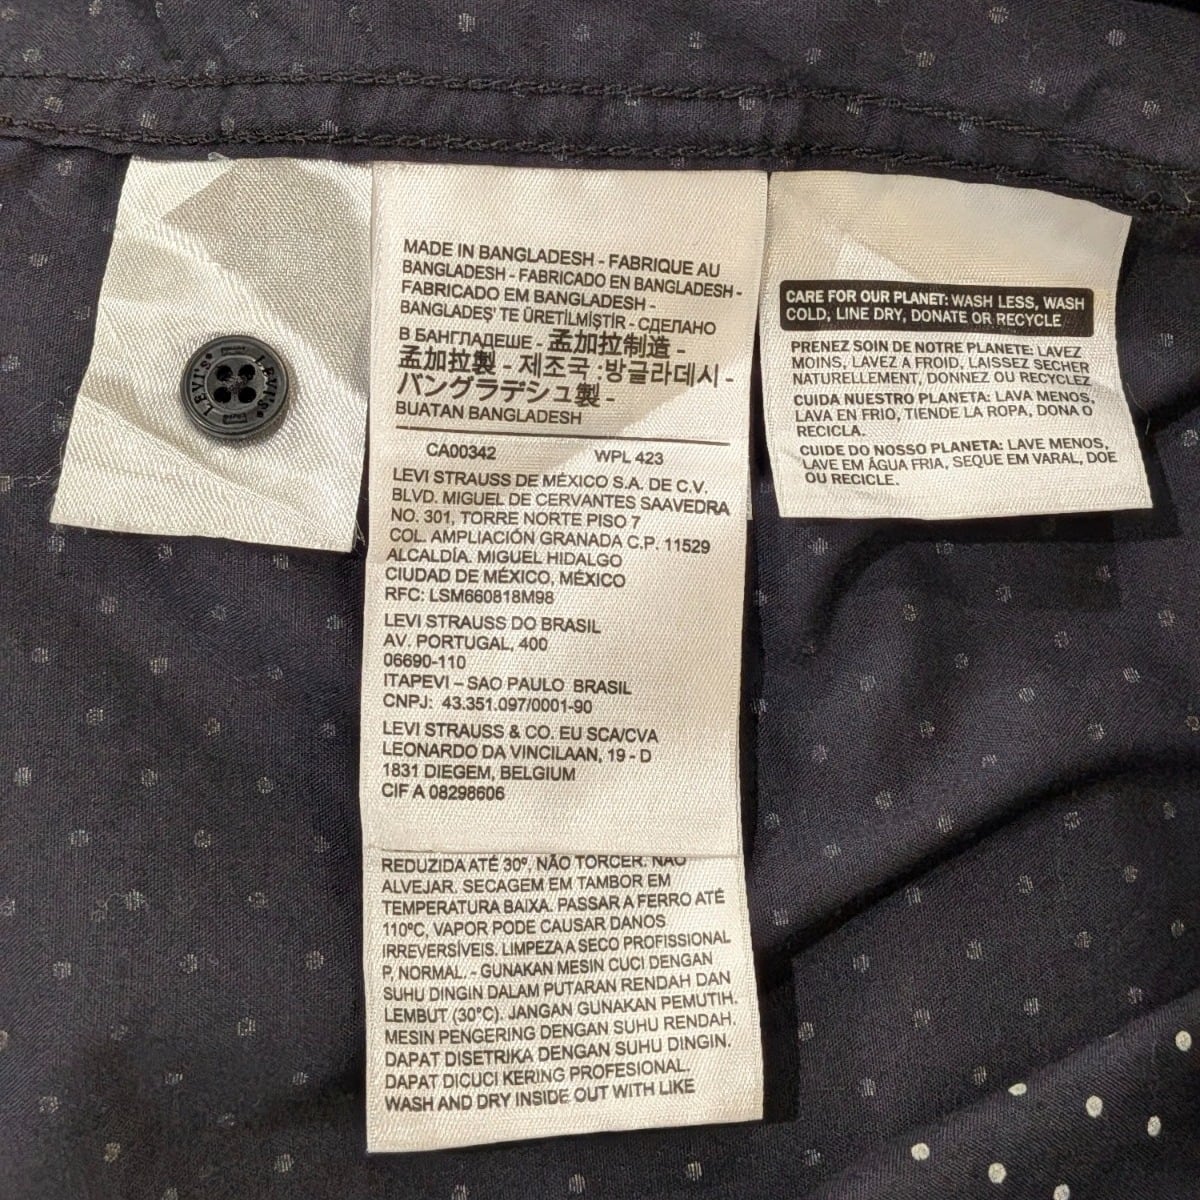 LEVI'S®
LEVI'S®
MADE IN BANGLADESH - FABRIQUE AU
BANGLADESH - FABRICADO EN BANGLADESH -
FABRICADO EM BANGLADESH -
BANGLADEŞ' TE ÜRETİLMİŞTİR - СДЕЛАНО
В БАНГЛАДЕШЕ - 孟加拉制造 -
孟加拉製 - 제조국 :방글라데시 -
バングラデシュ製 -
BUATAN BANGLADESH
CA00342 WPL 423
LEVI STRAUSS DE MÉXICO S.A. DE C.V.
BLVD. MIGUEL DE CERVANTES SAAVEDRA
NO. 301, TORRE NORTE PISO 7
COL. AMPLIACIÓN GRANADA C.P. 11529
ALCALDÍA. MIGUEL HIDALGO
CIUDAD DE MÉXICO, MÉXICO
RFC: LSM660818M98
LEVI STRAUSS DO BRASIL
AV. PORTUGAL, 400
06690-110
ITAPEVI – SAO PAULO BRASIL
CNPJ: 43.351.097/0001-90
LEVI STRAUSS & CO. EU SCA/CVA
LEONARDO DA VINCILAAN, 19 - D
1831 DIEGEM, BELGIUM
CIF A 08298606
REDUZIDA ATÉ 30º. NÃO TORCER. NÃO
ALVEJAR. SECAGEM EM TAMBOR EM
TEMPERATURA BAIXA. PASSAR A FERRO ATÉ
110ºC, VAPOR PODE CAUSAR DANOS
IRREVERSÍVEIS. LIMPEZA A SECO PROFISSIONAL
P, NORMAL. - GUNAKAN MESIN CUCI DENGAN
SUHU DINGIN DALAM PUTARAN RENDAH DAN
LEMBUT (30°C). JANGAN GUNAKAN PEMUTIH.
MESIN PENGERING DENGAN SUHU RENDAH.
DAPAT DISETRIKA DENGAN SUHU DINGIN.
DAPAT DICUCI KERING PROFESIONAL.
WASH AND DRY INSIDE OUT WITH LIKE
CARE FOR OUR PLANET: WASH LESS, WASH
COLD, LINE DRY, DONATE OR RECYCLE
PRENEZ SOIN DE NOTRE PLANETE: LAVEZ
MOINS, LAVEZ A FROID, LAISSEZ SECHER
NATURELLEMENT, DONNEZ OU RECYCLEZ
CUIDA NUESTRO PLANETA: LAVA MENOS,
LAVA EN FRIO, TIENDE LA ROPA, DONA O
RECICLA.
CUIDE DO NOSSO PLANETA: LAVE MENOS,
LAVE EM ÁGUA FRIA, SEQUE EM VARAL, DOE
OU RECICLE.